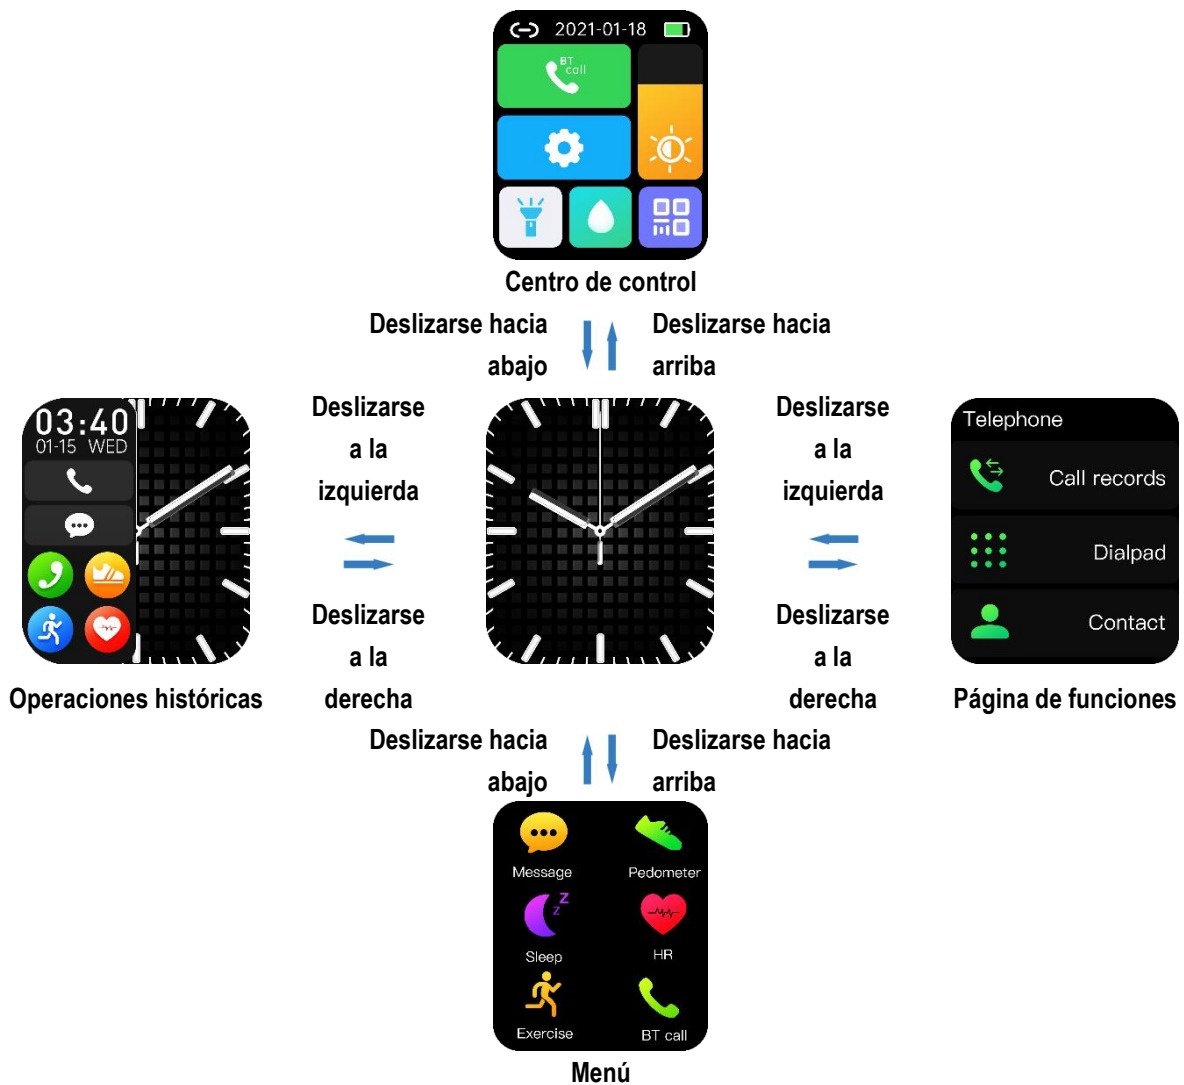 2021-01-18
BT
call
Centro de control
Deslizarse hacia
abajo
Deslizarse hacia
arriba
03:40
01-15 WED
Operaciones históricas
Deslizarse
a la
izquierda
Deslizarse
a la
derecha
Deslizarse
a la
izquierda
Deslizarse
a la
derecha
Telephone
Call records
Dialpad
Contact
Página de funciones
Deslizarse hacia
abajo
Deslizarse hacia
arriba
Message
Pedometer
Z
Z
Sleep
HR
Exercise
BT call
Menú